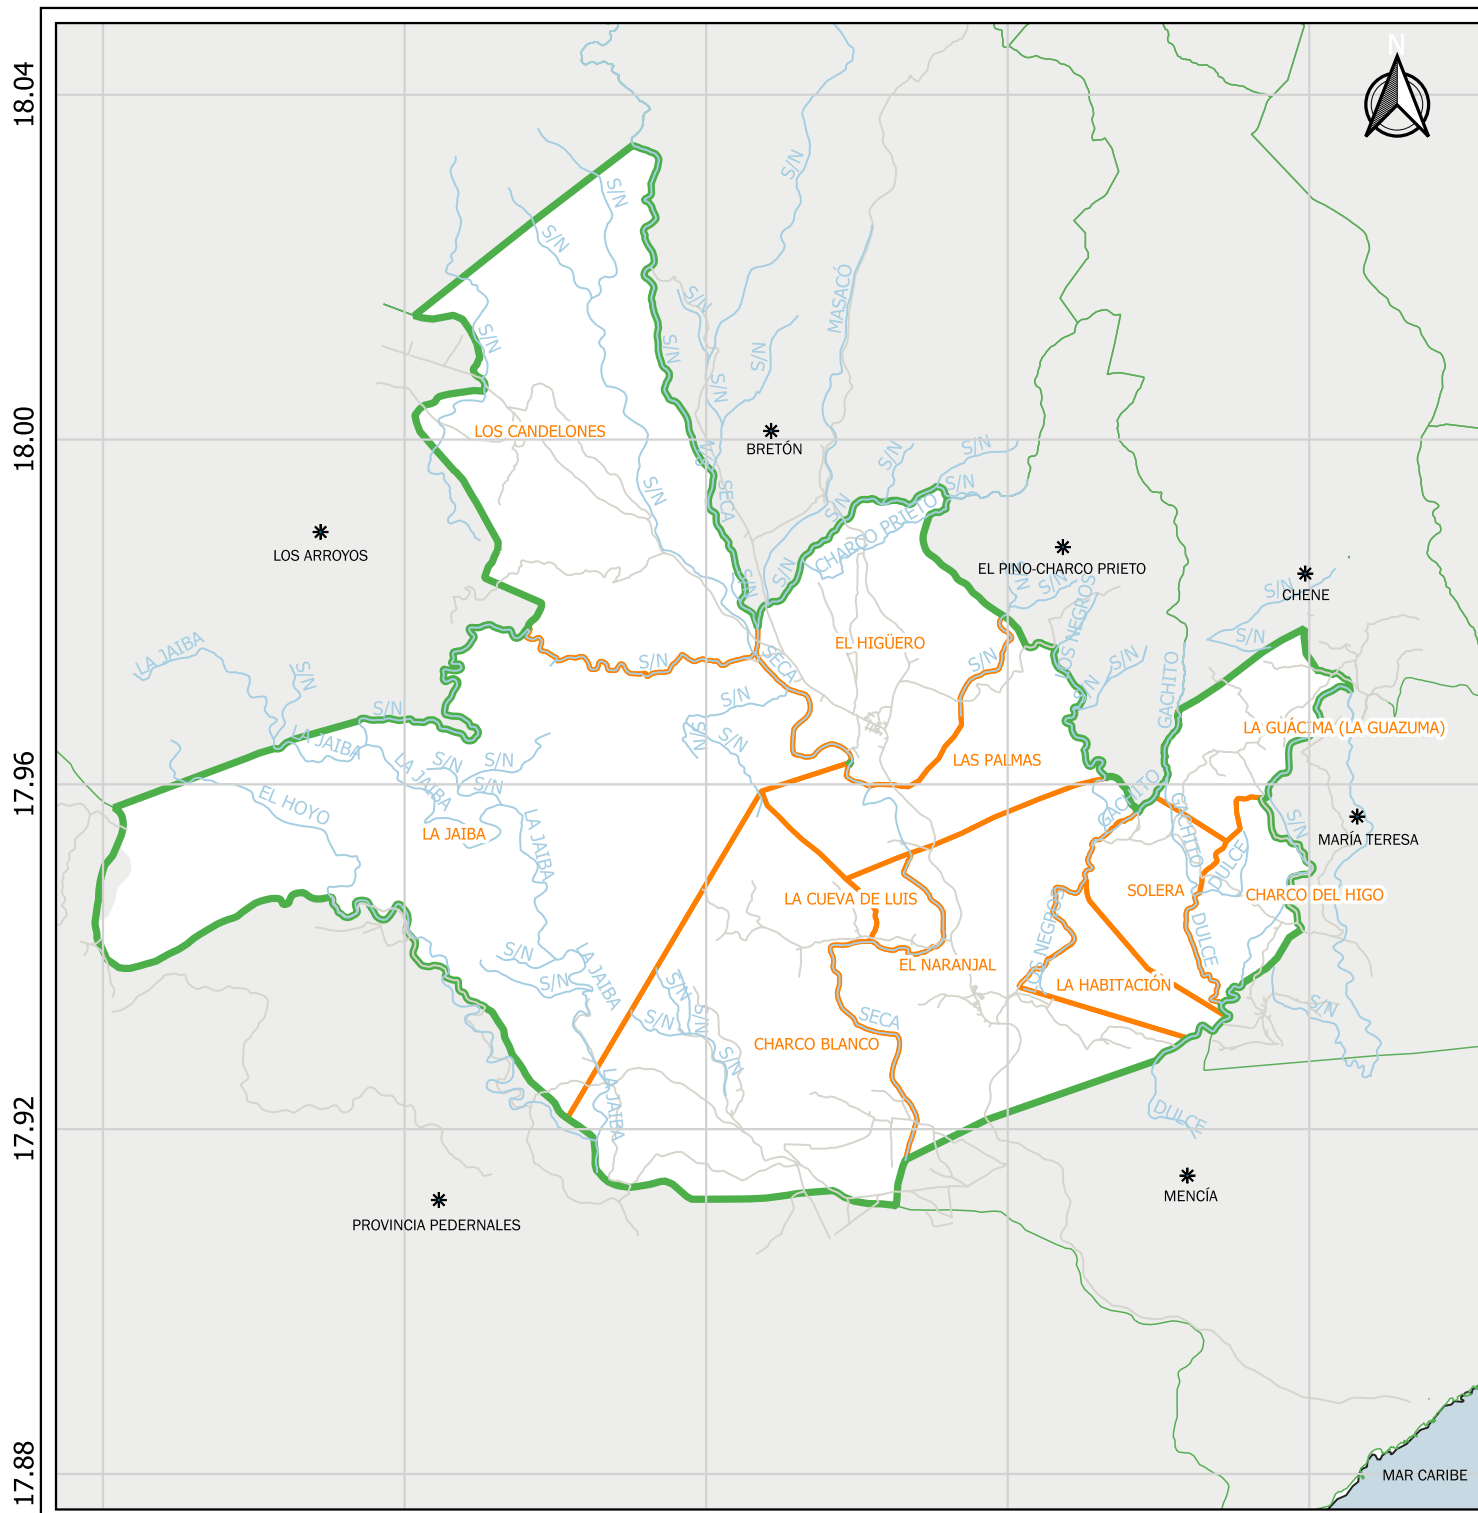 N
18.04
S/N
S/N
S/N
S/N
MASACÓ
S/N
S/N
S/N
S/N
S/N
18.00
LOS CANDELONES
BRETÓN
S/N
S/N
S/N
S/N
SECA
S/N
CHARCO PRIETO
LOS ARROYOS
EL PINO-CHARCO PRIETO
S/N
S/N
S/N
CHENE
S/N
S/N
LOS NEGROS
LA JAIBA
EL HIGÜERO
S/N
SECA
S/N
S/N
S/N
S/N
GACHITO
S/N
S/N
LA JAIBA
S/N
S/N
LA GUÁCIMA (LA GUAZUMA)
LAS PALMAS
17.96
LA JAIBA
S/N
S/N
S/N
EL HOYO
GACHITO
GACHITO
S/N
LA JAIBA
LA JAIBA
MARÍA TERESA
DULCE
LA CUEVA DE LUIS
SOLERA
CHARCO DEL HIGO
LOS NEGROS
DULCE
S/N
S/N
LA JAIBA
EL NARANJAL
LA HABITACIÓN
S/N
S/N
S/N
S/N
SECA
S/N
CHARCO BLANCO
LA JAIBA
17.92
DULCE
MENCÍA
PROVINCIA PEDERNALES
17.88
MAR CARIBE